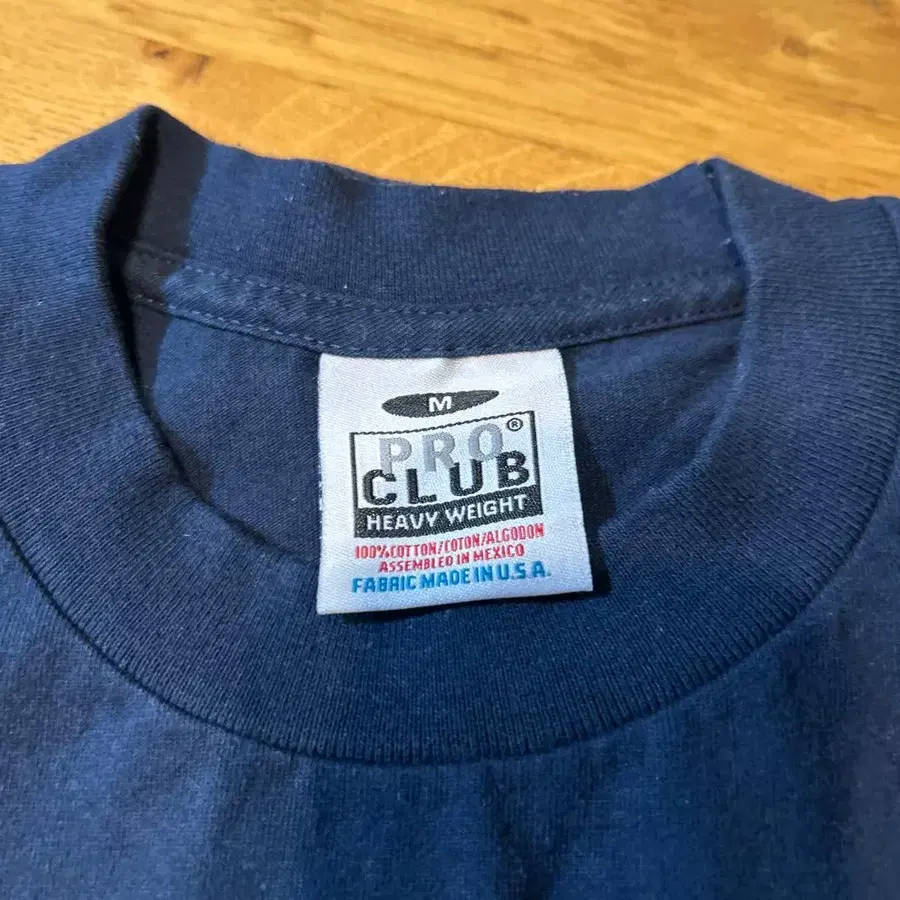 M
PRO®
CLUB
HEAVY WEIGHT
100%COTTON/COTON/ALGODON
ASSEMBLED IN MEXICO
FABRIC MADE IN U.S.A.